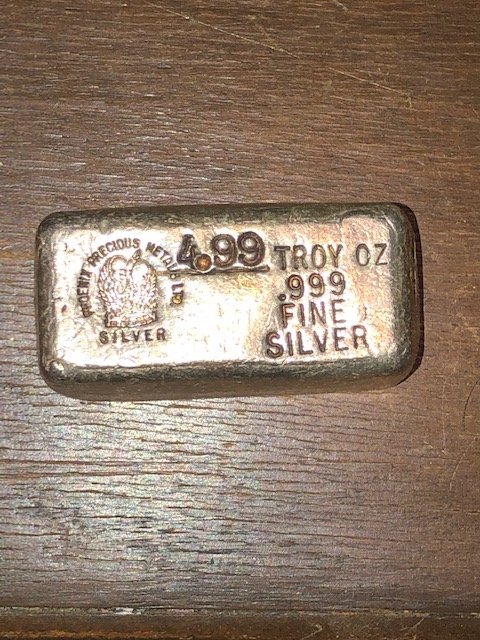 PHOENIX PRECIOUS METALS LTD
SILVER
4.99 TROY OZ
.999
FINE
SILVER